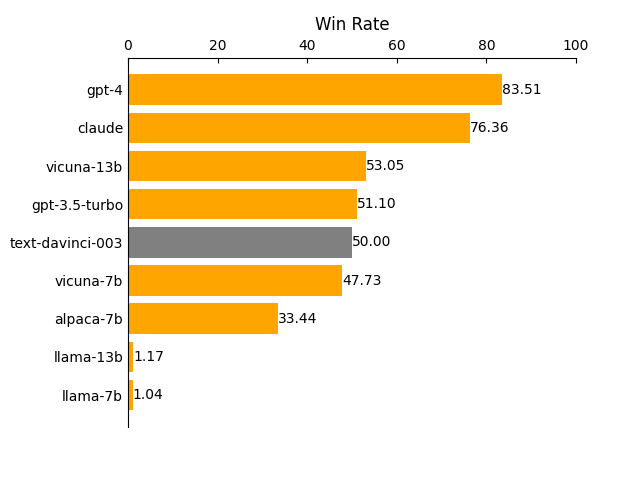 Win Rate
0 20 40 60 80 100
gpt-4 83.51
claude 76.36
vicuna-13b 53.05
gpt-3.5-turbo 51.10
text-davinci-003 50.00
vicuna-7b 47.73
alpaca-7b 33.44
llama-13b 1.17
llama-7b 1.04